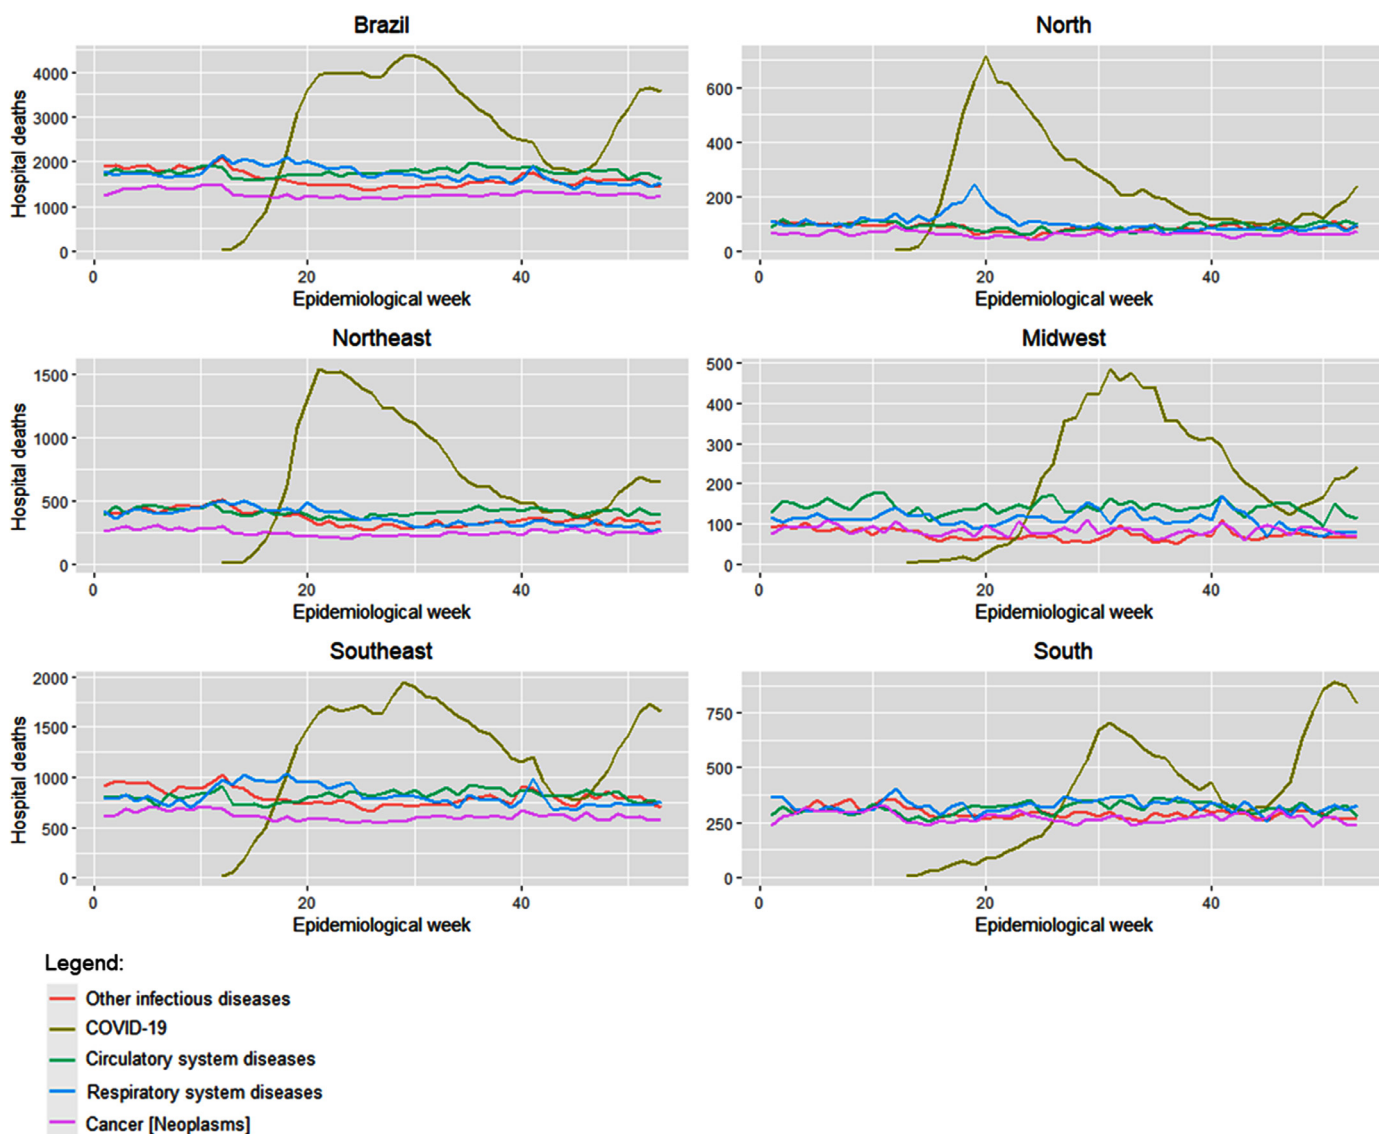 Brazil
Hospital deaths
4000
3000
2000
1000
0
0 20 40
Epidemiological week
North
600
400
200
0
0 20 40
Epidemiological week
Northeast
Hospital deaths
1500
1000
500
0
0 20 40
Epidemiological week
Midwest
500
400
300
200
100
0
0 20 40
Epidemiological week
Southeast
Hospital deaths
2000
1500
1000
500
0
0 20 40
Epidemiological week
South
750
500
250
0
0 20 40
Epidemiological week
Legend:
Other infectious diseases
COVID-19
Circulatory system diseases
Respiratory system diseases
Cancer [Neoplasms]